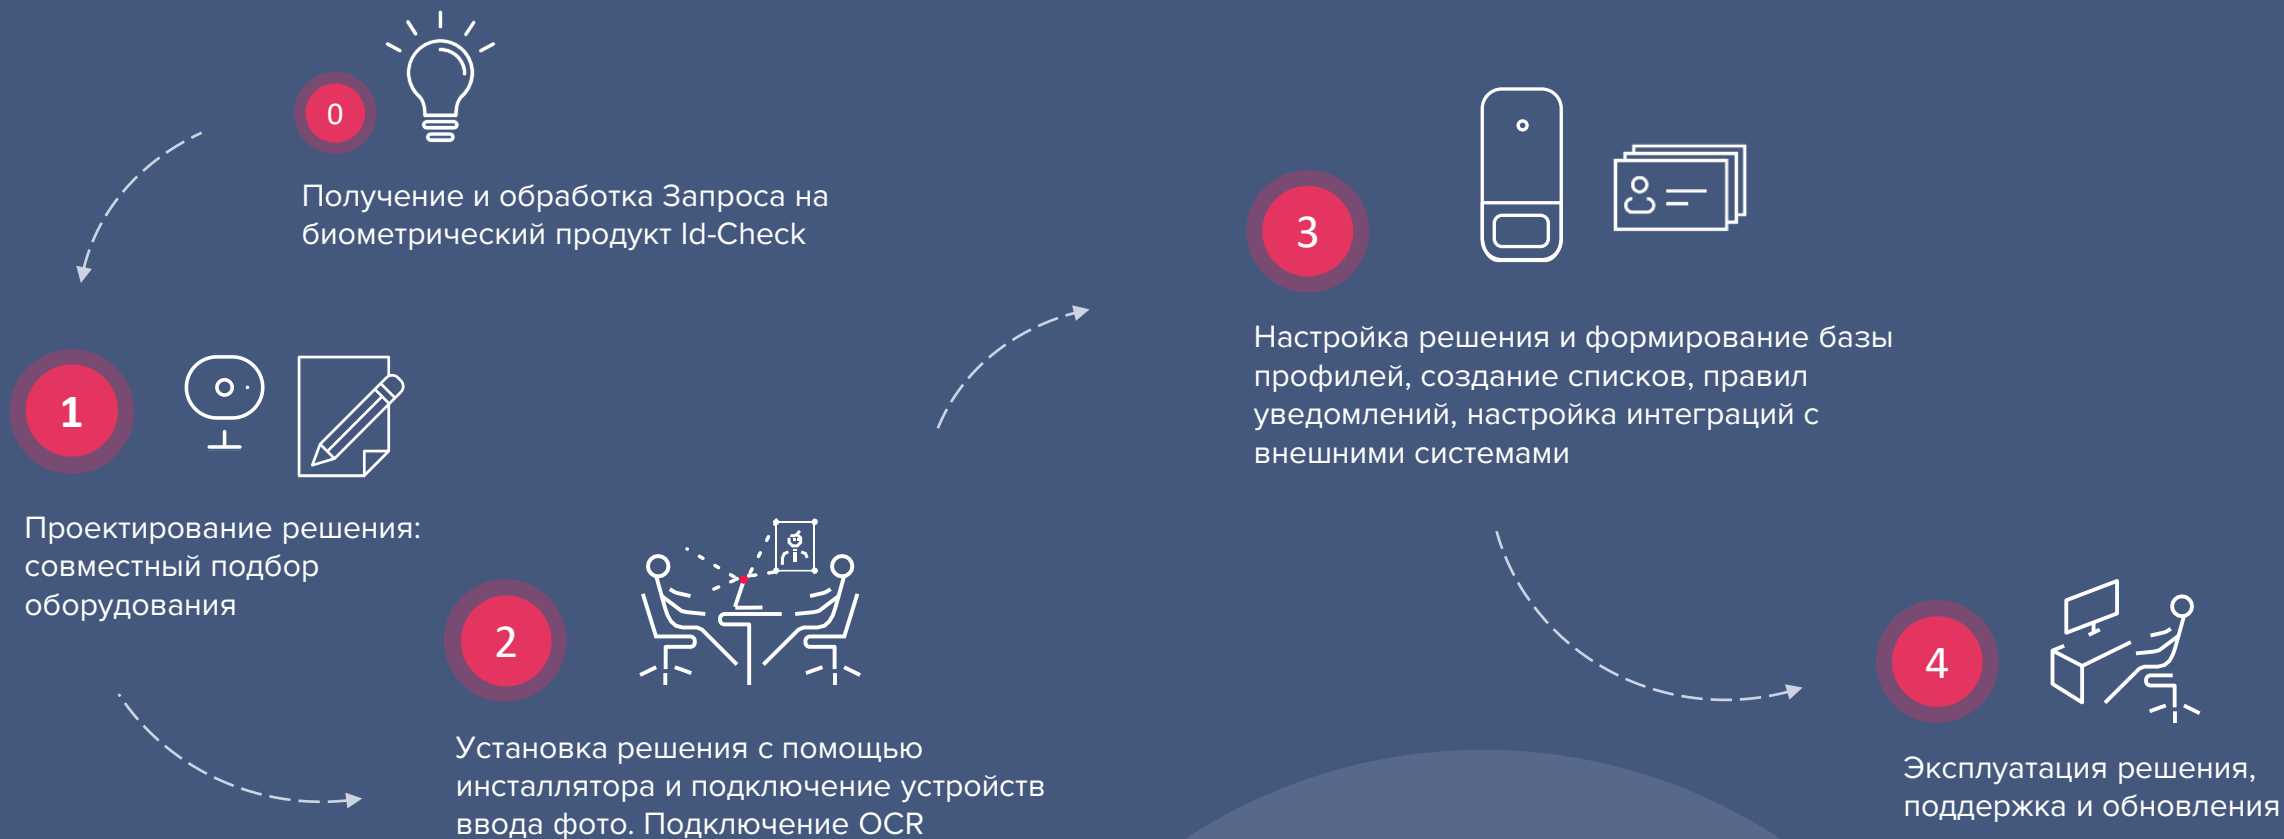 0
Получение и обработка Запроса на
биометрический продукт Id-Check
1
Проектирование решения:
совместный подбор
оборудования
2
Установка решения с помощью
инсталлятора и подключение устройств
ввода фото. Подключение OCR
3
Настройка решения и формирование базы
профилей, создание списков, правил
уведомлений, настройка интеграций с
внешними системами
4
Эксплуатация решения,
поддержка и обновления